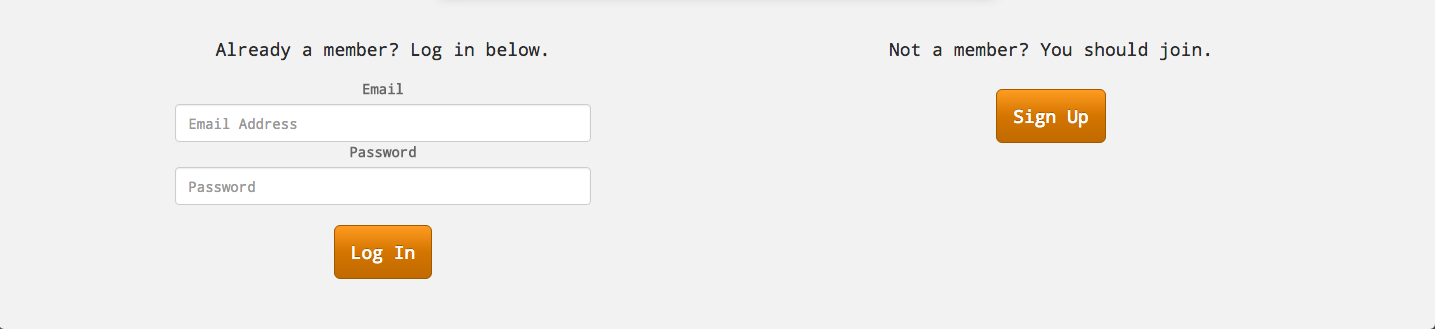 Already a member? Log in below.
Email
Email Address
Password
Password
Log In
Not a member? You should join.
Sign Up